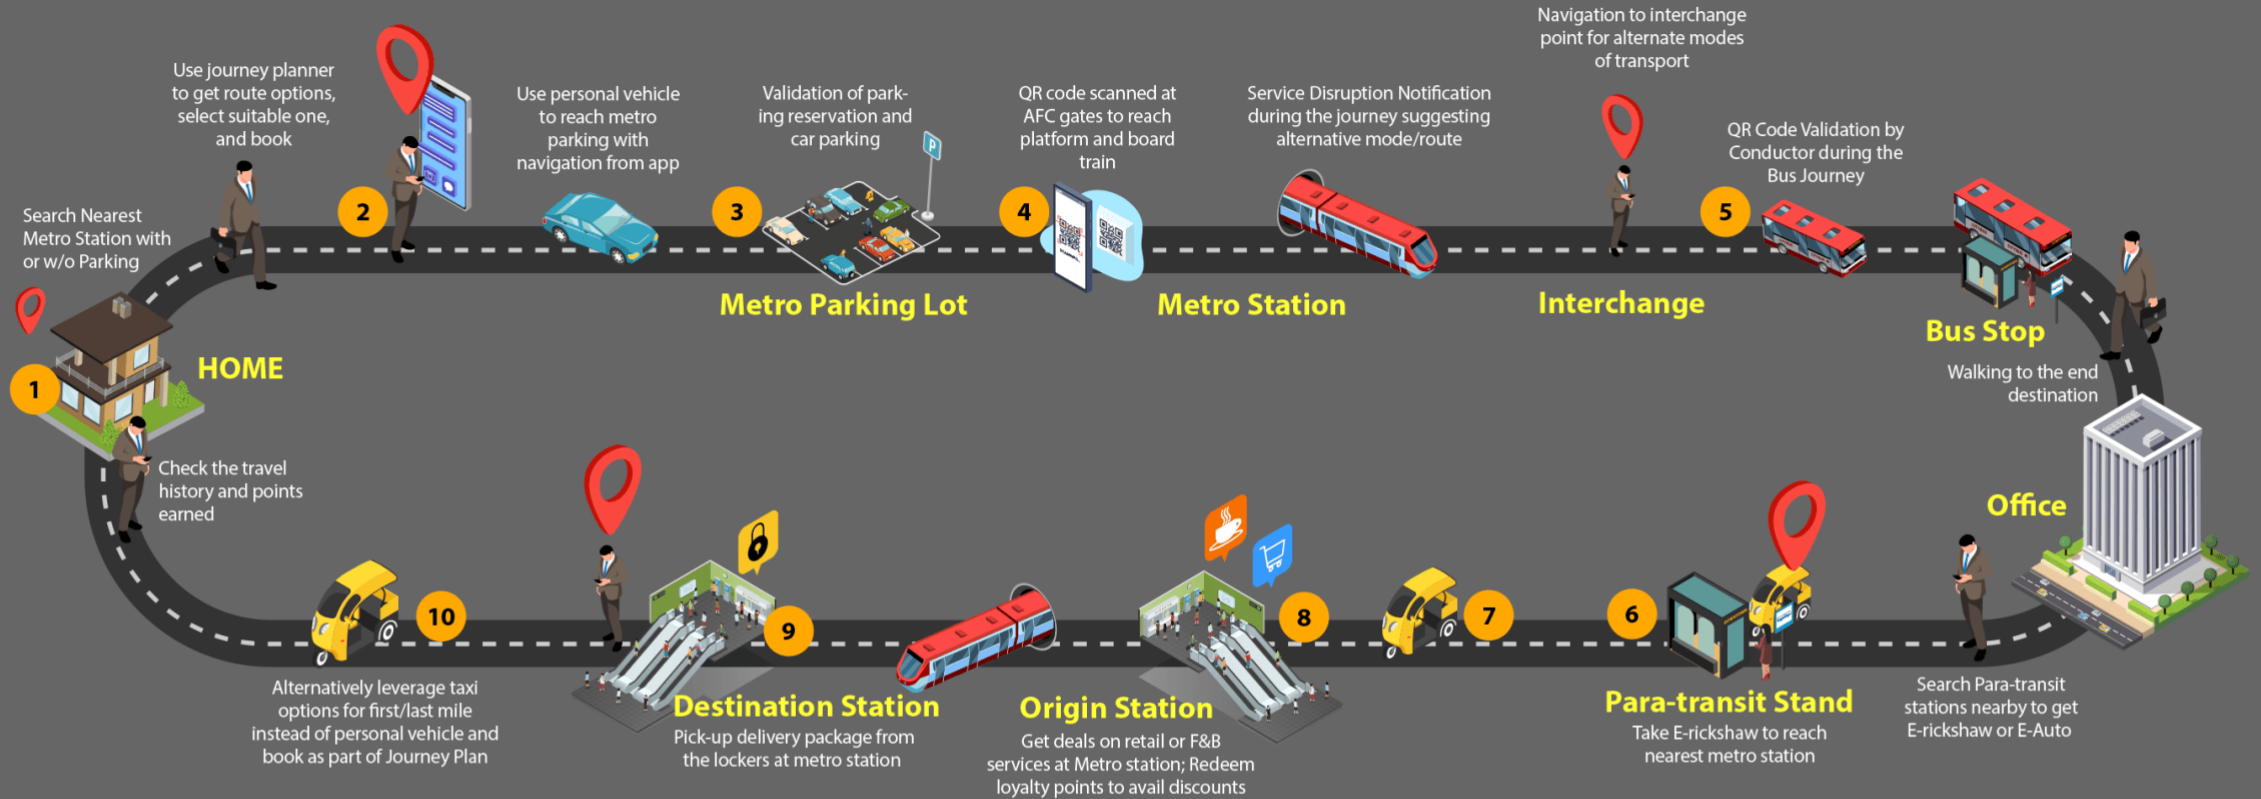 Search Nearest
Metro Station with
or w/o Parking
1
HOME
Use journey planner
to get route options,
select suitable one,
and book
2
Use personal vehicle
to reach metro
parking with
navigation from app
3
Validation of park-
ing reservation and
car parking
P
Metro Parking Lot
4
QR code scanned at
AFC gates to reach
platform and board
train
Metro Station
Service Disruption Notification
during the journey suggesting
alternative mode/route
Navigation to interchange
point for alternate modes
of transport
Interchange
5
QR Code Validation by
Conductor during the
Bus Journey
Bus Stop
Walking to the end
destination
Office
Search Para-transit
stations nearby to get
E-rickshaw or E-Auto
6
Para-transit Stand
Take E-rickshaw to reach
nearest metro station
7
8
Origin Station
Get deals on retail or F&B
services at Metro station; Redeem
loyalty points to avail discounts
9
Destination Station
Pick-up delivery package from
the lockers at metro station
10
Alternatively leverage taxi
options for first/last mile
instead of personal vehicle and
book as part of Journey Plan
Check the travel
history and points
earned